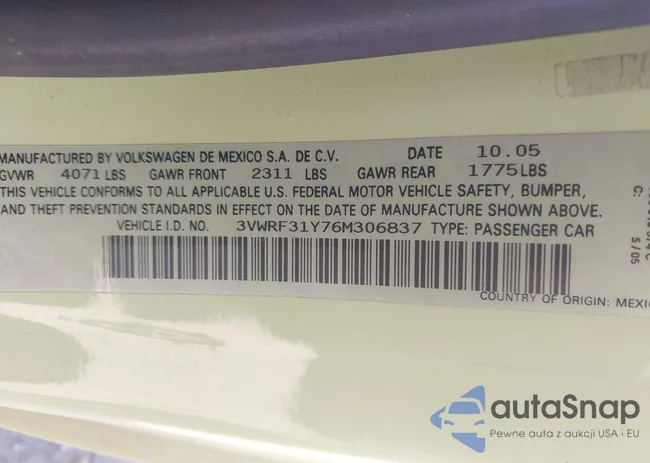 MANUFACTURED BY VOLKSWAGEN DE MEXICO S.A. DE C.V. DATE 10.05
GVWR 4071 LBS GAWR FRONT 2311 LBS GAWR REAR 1775LBS
THIS VEHICLE CONFORMS TO ALL APPLICABLE U.S. FEDERAL MOTOR VEHICLE SAFETY, BUMPER,
AND THEFT PREVENTION STANDARDS IN EFFECT ON THE DATE OF MANUFACTURE SHOWN ABOVE.
VEHICLE I.D. NO. 3VWRF31Y76M306837 TYPE: PASSENGER CAR
COUNTRY OF ORIGIN: MEXIC
5/05
autaSnap
Pewne auta z aukcji USA i EU